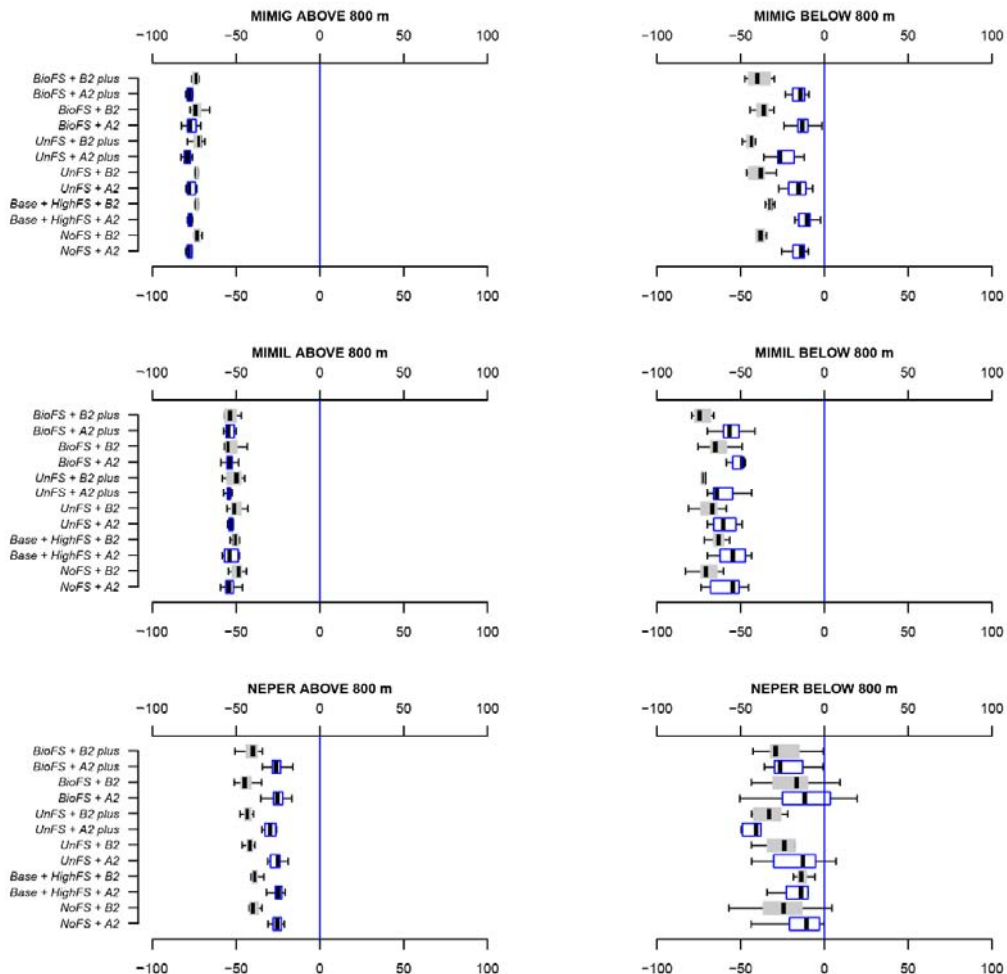 MIMIG ABOVE 800 m
−100 −50 0 50 100
BioFS + B2 plus
BioFS + A2 plus
BioFS + B2
BioFS + A2
UnFS + B2 plus
UnFS + A2 plus
UnFS + B2
UnFS + A2
Base + HighFS + B2
Base + HighFS + A2
NoFS + B2
NoFS + A2
−100 −50 0 50 100
MIMIG BELOW 800 m
−100 −50 0 50 100
−100 −50 0 50 100
MIMIL ABOVE 800 m
−100 −50 0 50 100
BioFS + B2 plus
BioFS + A2 plus
BioFS + B2
BioFS + A2
UnFS + B2 plus
UnFS + A2 plus
UnFS + B2
UnFS + A2
Base + HighFS + B2
Base + HighFS + A2
NoFS + B2
NoFS + A2
−100 −50 0 50 100
MIMIL BELOW 800 m
−100 −50 0 50 100
−100 −50 0 50 100
NEPER ABOVE 800 m
−100 −50 0 50 100
BioFS + B2 plus
BioFS + A2 plus
BioFS + B2
BioFS + A2
UnFS + B2 plus
UnFS + A2 plus
UnFS + B2
UnFS + A2
Base + HighFS + B2
Base + HighFS + A2
NoFS + B2
NoFS + A2
−100 −50 0 50 100
NEPER BELOW 800 m
−100 −50 0 50 100
−100 −50 0 50 100